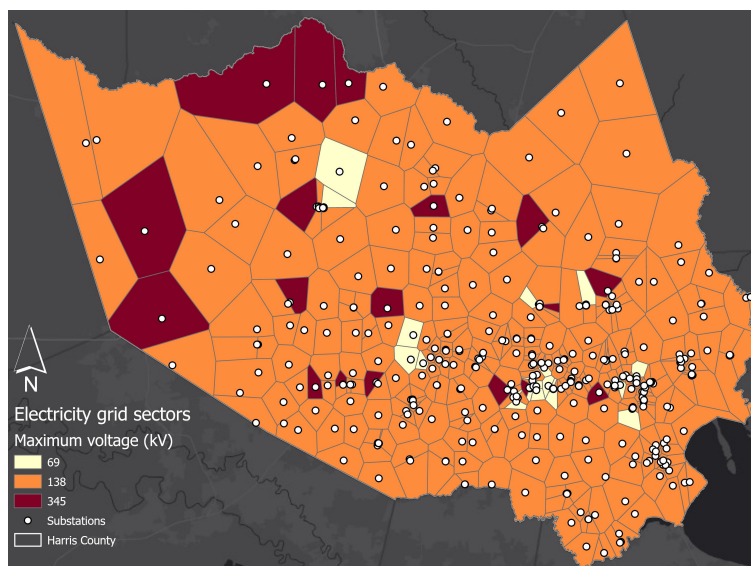 N
Electricity grid sectors
Maximum voltage (kV)
69
138
345
Substations
Harris County